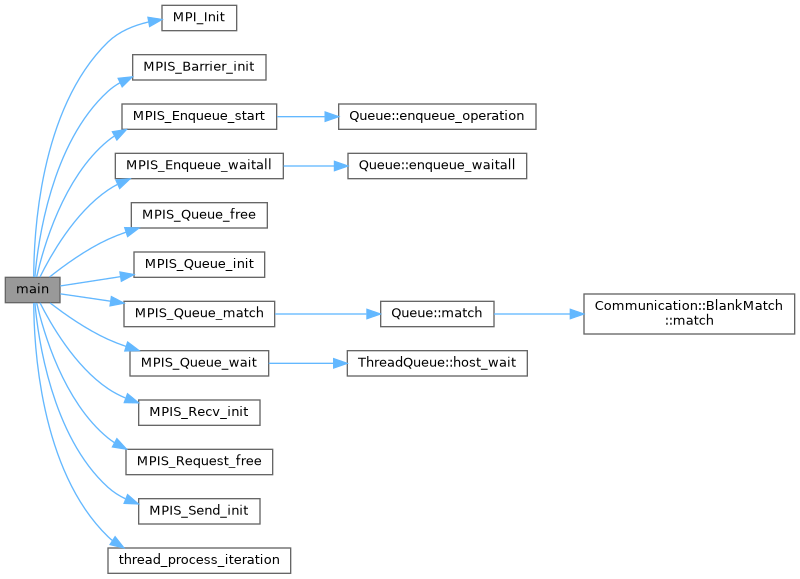 MPI_Init
MPIS_Barrier_init
MPIS_Enqueue_start
Queue::enqueue_operation
MPIS_Enqueue_waitall
Queue::enqueue_waitall
MPIS_Queue_free
MPIS_Queue_init
main
MPIS_Queue_match
Queue::match
Communication::BlankMatch
::match
MPIS_Queue_wait
ThreadQueue::host_wait
MPIS_Recv_init
MPIS_Request_free
MPIS_Send_init
thread_process_iteration